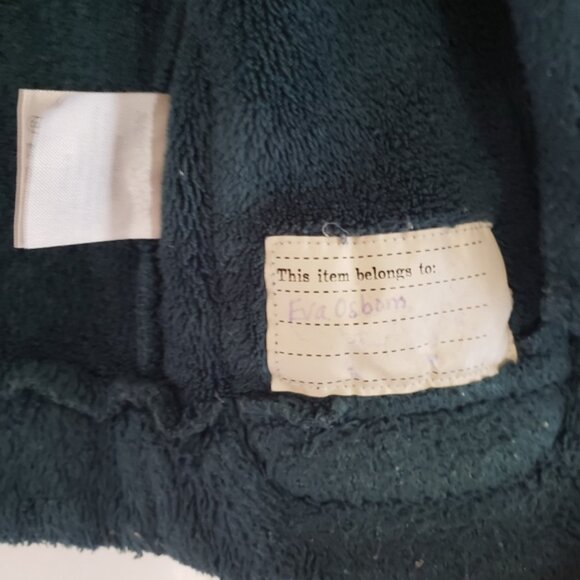 This item belongs to:
Eva Osborn